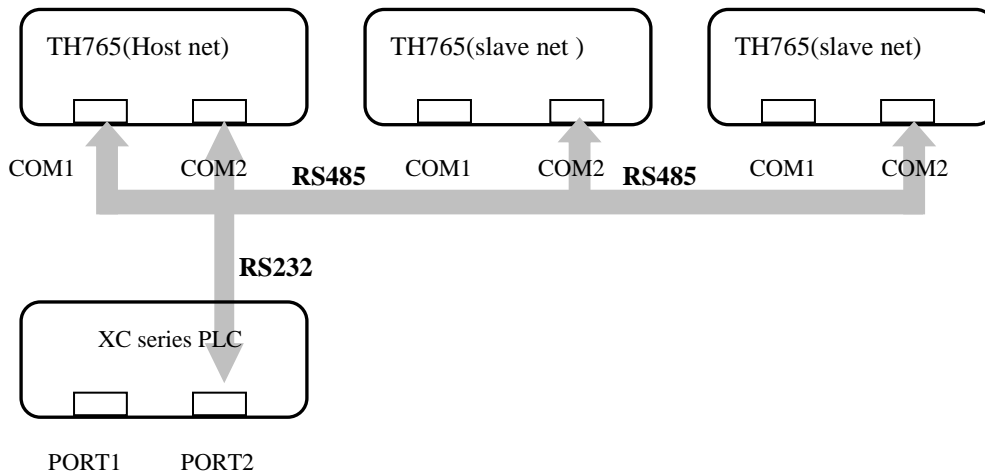 TH765(Host net)
TH765(slave net )
TH765(slave net)
COM1
COM2
COM1
COM2
COM1
COM2
RS485
RS485
RS232
XC series PLC
PORT1
PORT2